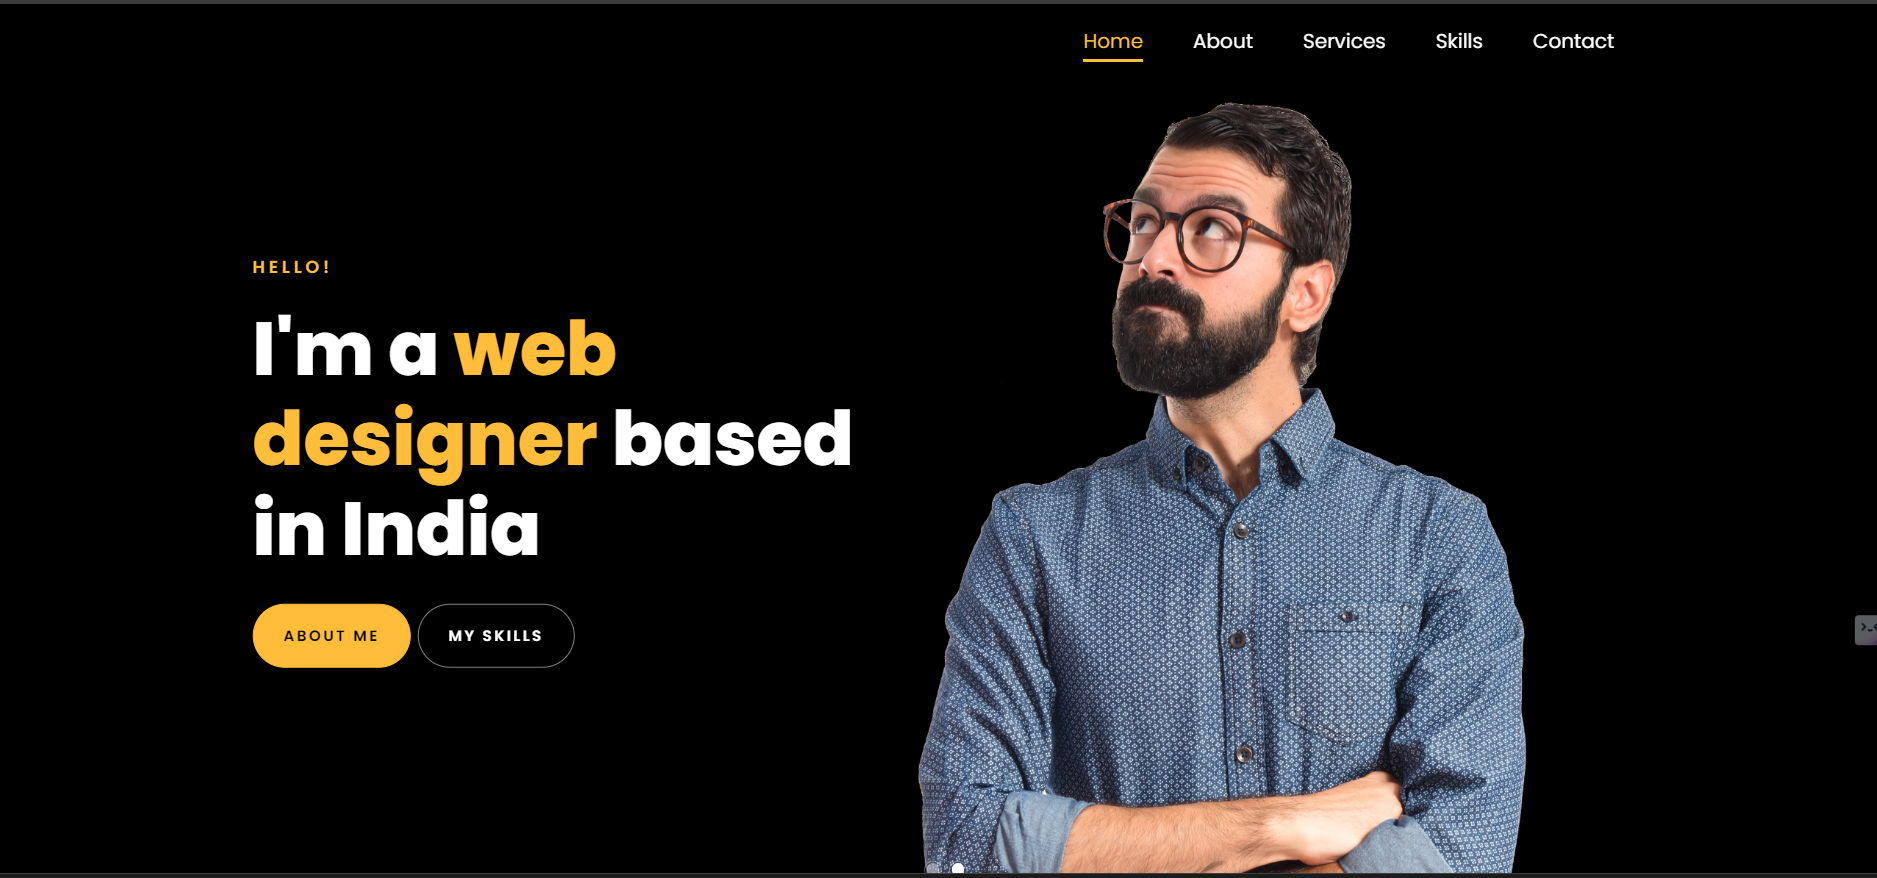 Home About Services Skills Contact
HELLO!
I'm a web
designer based
in India
ABOUT ME MY SKILLS